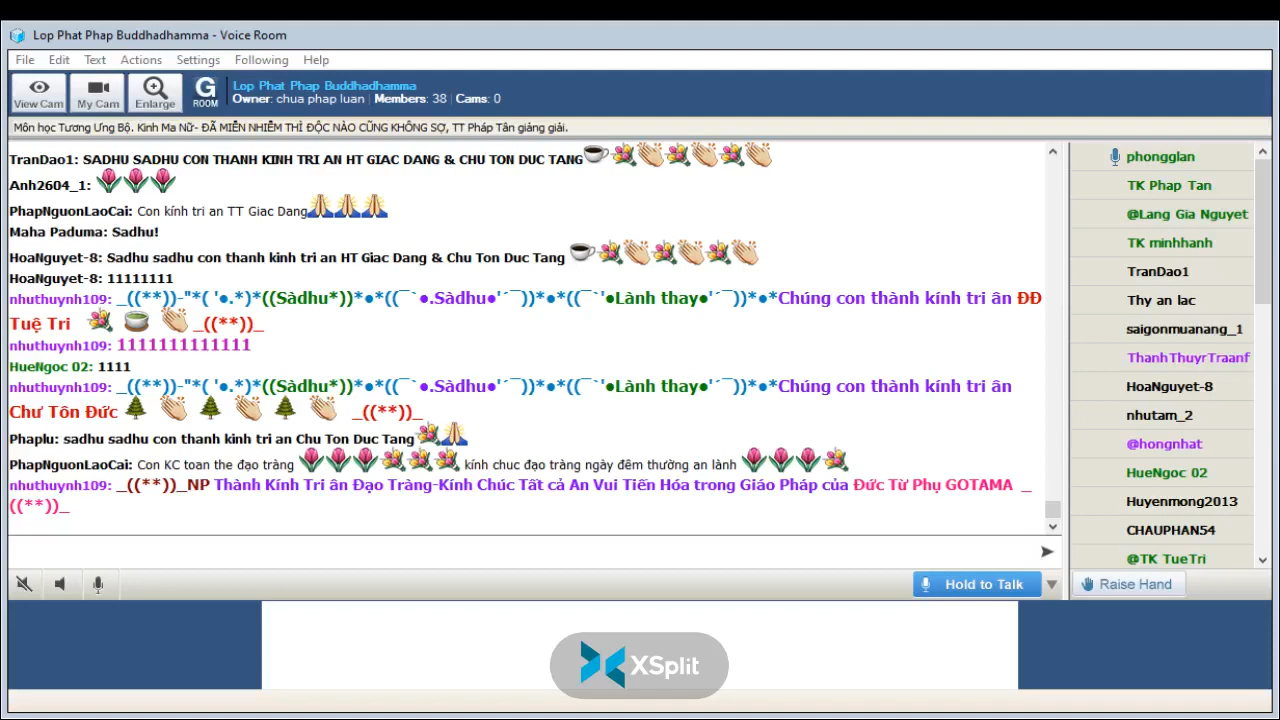 Lop Phat Phap Buddhadhamma - Voice Room
File Edit Text Actions Settings Following Help
View Cam My Cam Enlarge G ROOM
Lop Phat Phap Buddhadhamma
Owner: chua phap luan | Members: 38 | Cams: 0
Môn học Tương Ưng Bộ. Kinh Ma Nữ- ĐÃ MIỄN NHIỄM THÌ ĐỘC NÀO CŨNG KHÔNG SỢ, TT Pháp Tân giảng giải.
TranDao1: SADHU SADHU CON THANH KINH TRI AN HT GIAC DANG & CHU TON DUC TANG
Anh2604_1:
PhapNguonLaoCai: Con kính tri an TT Giac Dang
Maha Paduma: Sadhu!
HoaNguyet-8: Sadhu sadhu con thanh kinh tri an HT Giac Dang & Chu Ton Duc Tang
HoaNguyet-8: 11111111
nhuthuynh109: _((**))-"*( '●.*)*((Sàdhu*))*●*((¯`●.Sàdhu●'´¯))*●*((¯`'●Lành thay●'´¯))*●*Chúng con thành kính tri ân ĐĐ
Tuệ Tri _((**))_
nhuthuynh109: 1111111111111
HueNgoc 02: 1111
nhuthuynh109: _((**))-"*( '●.*)*((Sàdhu*))*●*((¯`●.Sàdhu●'´¯))*●*((¯`'●Lành thay●'´¯))*●*Chúng con thành kính tri ân
Chư Tôn Đức _((**))_
Phaplu: sadhu sadhu con thanh kinh tri an Chu Ton Duc Tang
PhapNguonLaoCai: Con KC toan the đạo tràng kính chuc đạo tràng ngày đêm thường an lành
nhuthuynh109: _((**))_NP Thành Kính Tri ân Đạo Tràng-Kính Chúc Tất cả An Vui Tiến Hóa trong Giáo Pháp của Đức Từ Phụ GOTAMA _
((**))_
phongglan
TK Phap Tan
@Lang Gia Nguyet
TK minhhanh
TranDao1
Thy an lac
saigonmuanang_1
ThanhThuyrTraanf
HoaNguyet-8
nhutam_2
@hongnhat
HueNgoc 02
Huyenmong2013
CHAUPHAN54
@TK TueTri
Hold to Talk
Raise Hand
XSplit